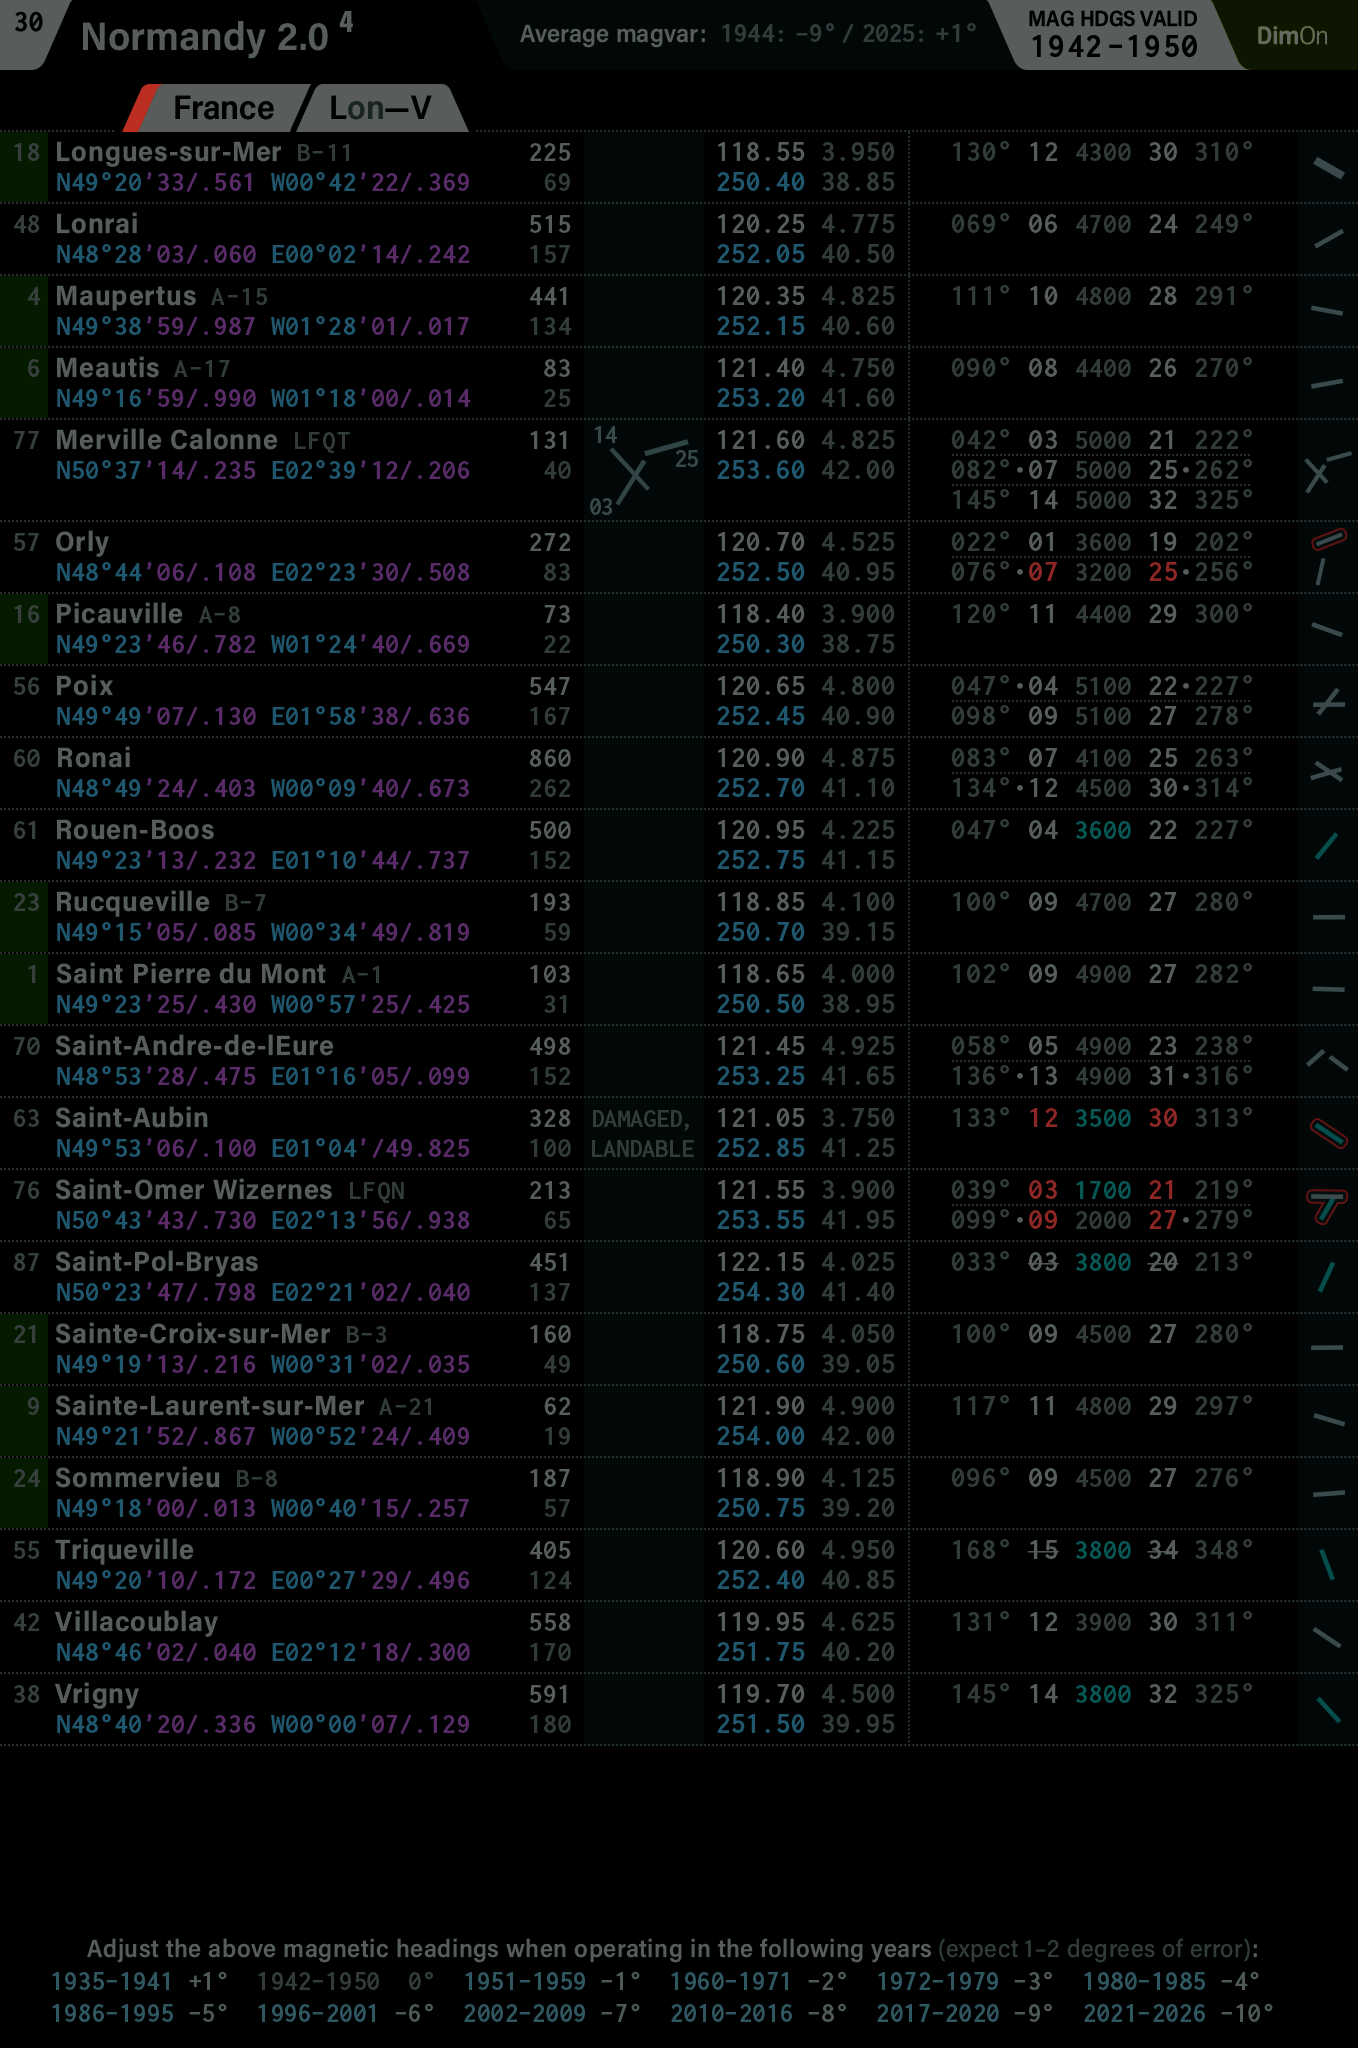 30 Normandy 2.0 4 Average magvar: 1944: -9° / 2025: +1° MAG HDGS VALID 1942-1950 DimOn
France Lon—V
18 Longues-sur-Mer B-11 225 118.55 3.950 130° 12 4300 30 310°
N49°20'33/.561 W00°42'22/.369 69 250.40 38.85
48 Lonrai 515 120.25 4.775 069° 06 4700 24 249°
N48°28'03/.060 E00°02'14/.242 157 252.05 40.50
4 Maupertus A-15 441 120.35 4.825 111° 10 4800 28 291°
N49°38'59/.987 W01°28'01/.017 134 252.15 40.60
6 Meautis A-17 83 121.40 4.750 090° 08 4400 26 270°
N49°16'59/.990 W01°18'00/.014 25 253.20 41.60
77 Merville Calonne LFQT 131 14 25 03 121.60 4.825 042° 03 5000 21 222°
N50°37'14/.235 E02°39'12/.206 40 253.60 42.00 082°·07 5000 25·262°
145° 14 5000 32 325°
57 Orly 272 120.70 4.525 022° 01 3600 19 202°
N48°44'06/.108 E02°23'30/.508 83 252.50 40.95 076°·07 3200 25·256°
16 Picauville A-8 73 118.40 3.900 120° 11 4400 29 300°
N49°23'46/.782 W01°24'40/.669 22 250.30 38.75
56 Poix 547 120.65 4.800 047°·04 5100 22·227°
N49°49'07/.130 E01°58'38/.636 167 252.45 40.90 098° 09 5100 27 278°
60 Ronai 860 120.90 4.875 083° 07 4100 25 263°
N48°49'24/.403 W00°09'40/.673 262 252.70 41.10 134°·12 4500 30·314°
61 Rouen-Boos 500 120.95 4.225 047° 04 3600 22 227°
N49°23'13/.232 E01°10'44/.737 152 252.75 41.15
23 Rucqueville B-7 193 118.85 4.100 100° 09 4700 27 280°
N49°15'05/.085 W00°34'49/.819 59 250.70 39.15
1 Saint Pierre du Mont A-1 103 118.65 4.000 102° 09 4900 27 282°
N49°23'25/.430 W00°57'25/.425 31 250.50 38.95
70 Saint-Andre-de-lEure 498 121.45 4.925 058° 05 4900 23 238°
N48°53'28/.475 E01°16'05/.099 152 253.25 41.65 136°·13 4900 31·316°
63 Saint-Aubin 328 DAMAGED, 121.05 3.750 133° 12 3500 30 313°
N49°53'06/.100 E01°04'/49.825 100 LANDABLE 252.85 41.25
76 Saint-Omer Wizernes LFQN 213 121.55 3.900 039° 03 1700 21 219°
N50°43'43/.730 E02°13'56/.938 65 253.55 41.95 099°·09 2000 27·279°
87 Saint-Pol-Bryas 451 122.15 4.025 033° 03 3800 20 213°
N50°23'47/.798 E02°21'02/.040 137 254.30 41.40
21 Sainte-Croix-sur-Mer B-3 160 118.75 4.050 100° 09 4500 27 280°
N49°19'13/.216 W00°31'02/.035 49 250.60 39.05
9 Sainte-Laurent-sur-Mer A-21 62 121.90 4.900 117° 11 4800 29 297°
N49°21'52/.867 W00°52'24/.409 19 254.00 42.00
24 Sommervieu B-8 187 118.90 4.125 096° 09 4500 27 276°
N49°18'00/.013 W00°40'15/.257 57 250.75 39.20
55 Triqueville 405 120.60 4.950 168° 15 3800 34 348°
N49°20'10/.172 E00°27'29/.496 124 252.40 40.85
42 Villacoublay 558 119.95 4.625 131° 12 3900 30 311°
N48°46'02/.040 E02°12'18/.300 170 251.75 40.20
38 Vrigny 591 119.70 4.500 145° 14 3800 32 325°
N48°40'20/.336 W00°00'07/.129 180 251.50 39.95
Adjust the above magnetic headings when operating in the following years (expect 1-2 degrees of error):
1935-1941 +1° 1942-1950 0° 1951-1959 -1° 1960-1971 -2° 1972-1979 -3° 1980-1985 -4°
1986-1995 -5° 1996-2001 -6° 2002-2009 -7° 2010-2016 -8° 2017-2020 -9° 2021-2026 -10°